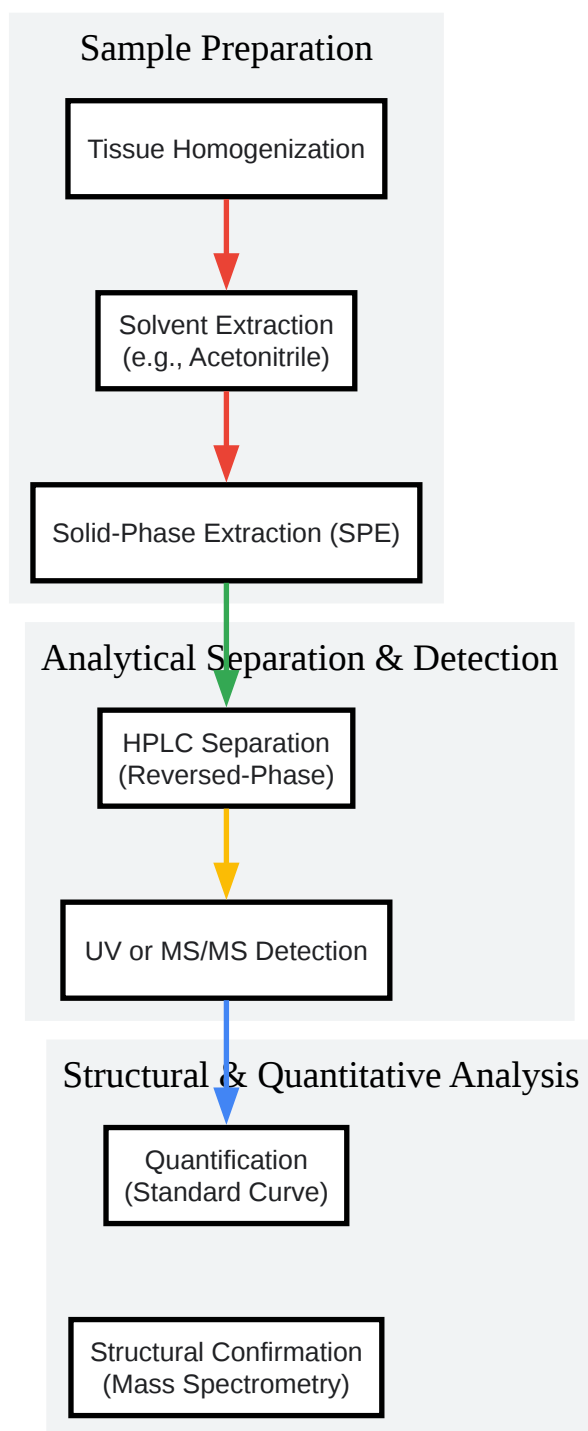 Sample Preparation
Tissue Homogenization
Solvent Extraction
(e.g., Acetonitrile)
Solid-Phase Extraction (SPE)
Analytical Separation & Detection
HPLC Separation
(Reversed-Phase)
UV or MS/MS Detection
Structural & Quantitative Analysis
Quantification
(Standard Curve)
Structural Confirmation
(Mass Spectrometry)